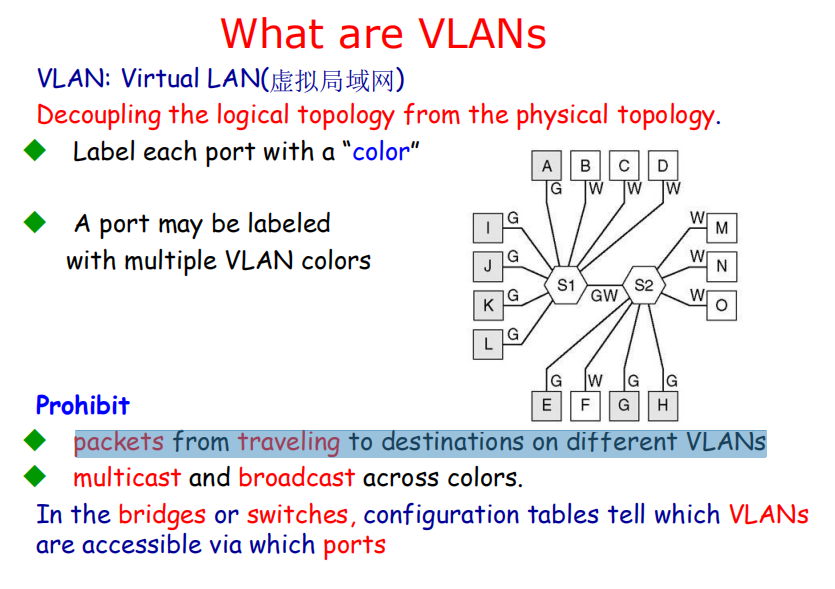 What are VLANs
VLAN: Virtual LAN(虚拟局域网)
Decoupling the logical topology from the physical topology.
Label each port with a “color”
A port may be labeled
with multiple VLAN colors
A B C D
G W W W
I G
J G
K G
L G
S1
GW
S2
W M
W N
W O
G W G G
E F G H
Prohibit
packets from traveling to destinations on different VLANs
multicast and broadcast across colors.
In the bridges or switches, configuration tables tell which VLANs
are accessible via which ports